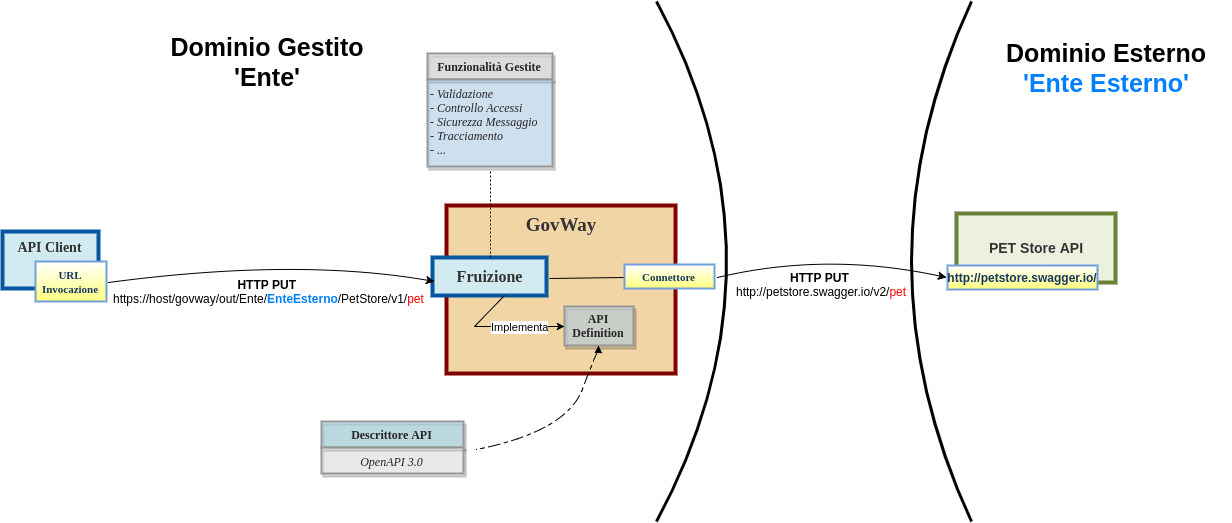 Dominio Gestito
'Ente'
Dominio Esterno
'Ente Esterno'
Funzionalità Gestite
- Validazione
- Controllo Accessi
- Sicurezza Messaggio
- Tracciamento
- ...
GovWay
API Client
URL
Invocazione
HTTP PUT
https://host/govway/out/Ente/EnteEsterno/PetStore/v1/pet
Fruizione
Connettore
HTTP PUT
http://petstore.swagger.io/v2/pet
PET Store API
http://petstore.swagger.io/
Implementa
API
Definition
Descrittore API
OpenAPI 3.0